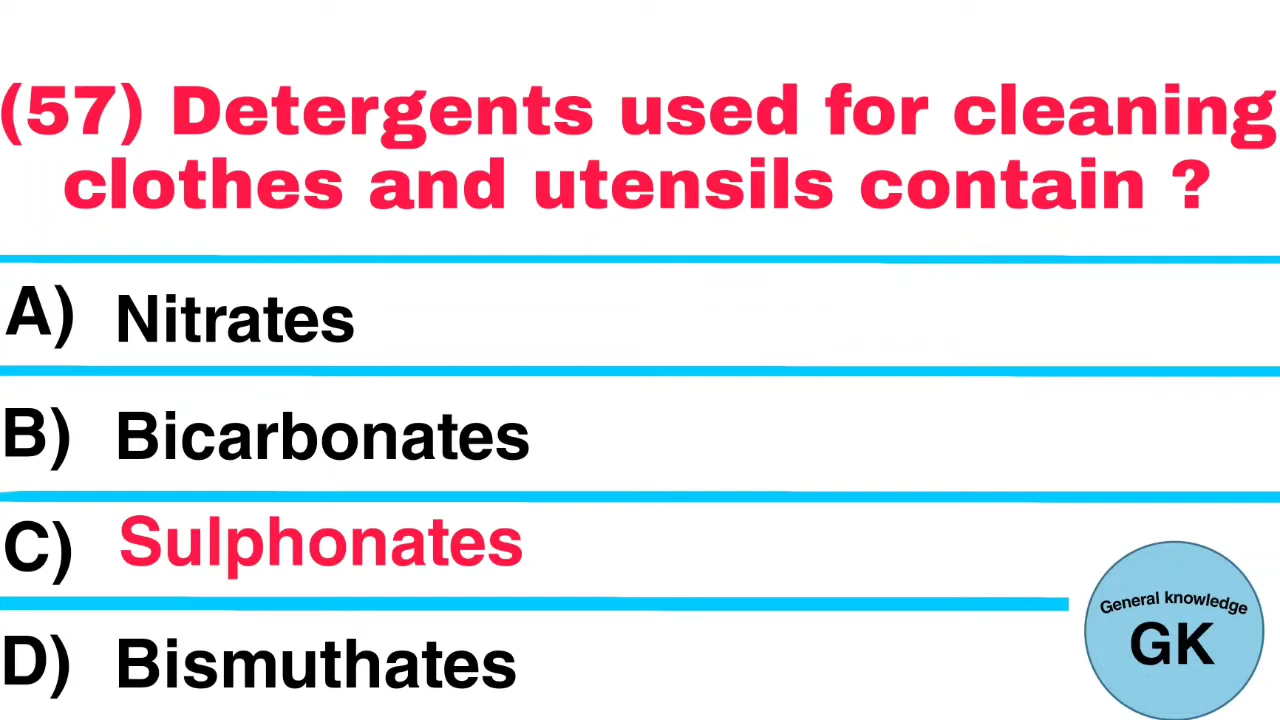 (57) Detergents used for cleaning
clothes and utensils contain ?
A) Nitrates
B) Bicarbonates
C) Sulphonates
D) Bismuthates
General knowledge
GK